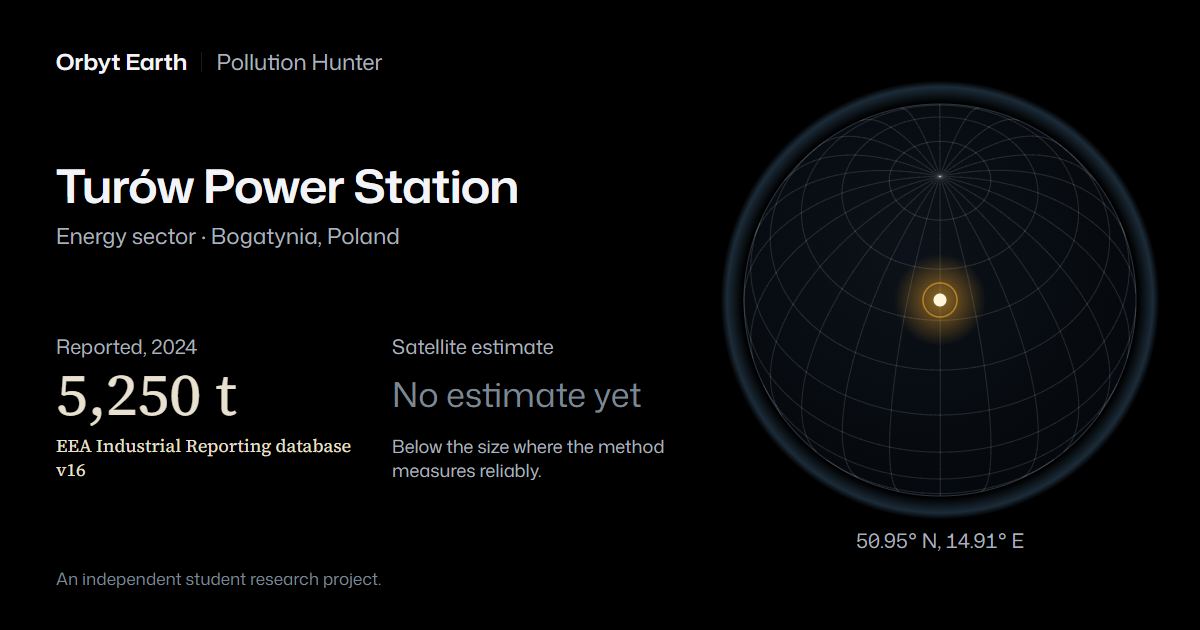 Orbyt Earth | Pollution Hunter
Turów Power Station
Energy sector · Bogatynia, Poland
Reported, 2024
5,250 t
EEA Industrial Reporting database
v16
Satellite estimate
No estimate yet
Below the size where the method
measures reliably.
50.95° N, 14.91° E
An independent student research project.